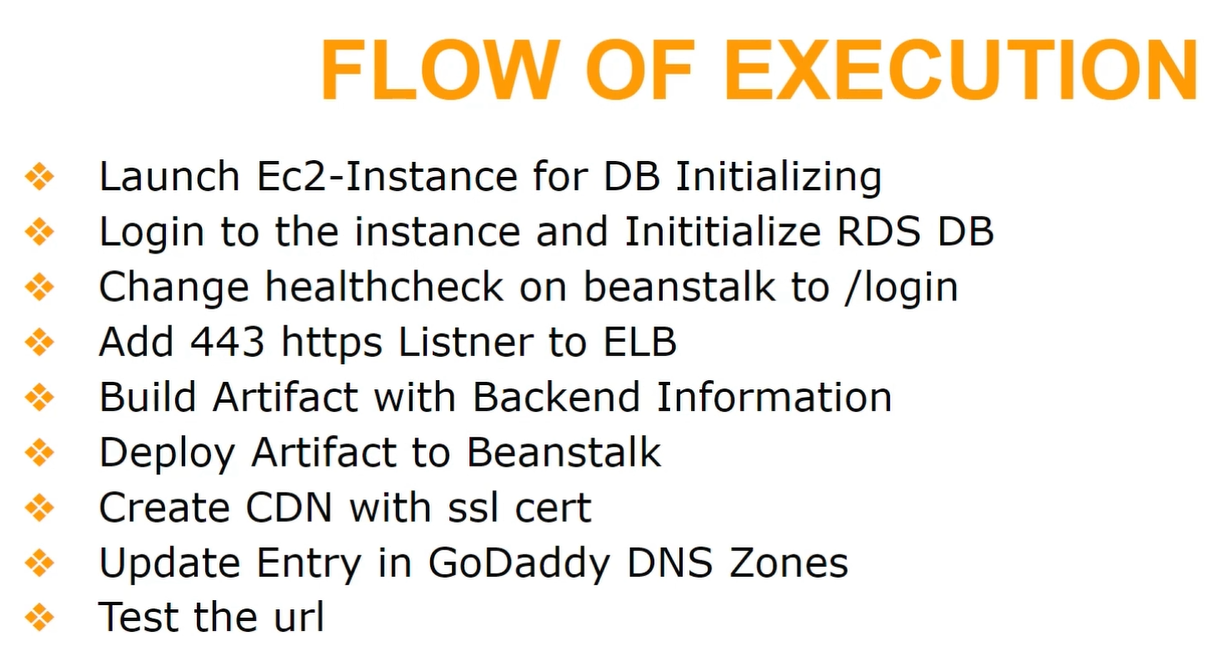 FLOW OF EXECUTION
❖ Launch Ec2-Instance for DB Initializing
❖ Login to the instance and Inititialize RDS DB
❖ Change healthcheck on beanstalk to /login
❖ Add 443 https Listner to ELB
❖ Build Artifact with Backend Information
❖ Deploy Artifact to Beanstalk
❖ Create CDN with ssl cert
❖ Update Entry in GoDaddy DNS Zones
❖ Test the url